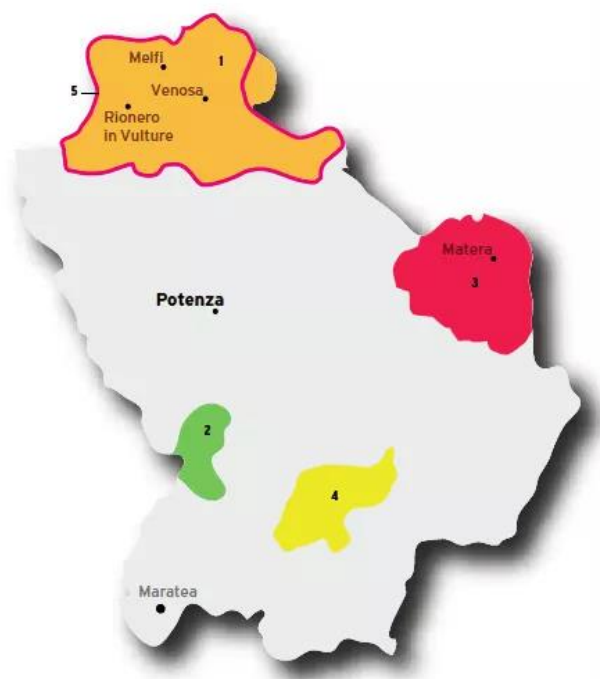 Melfi
1
5
Venosa
Rionero
in Vulture
Matera
3
Potenza
2
4
Maratea